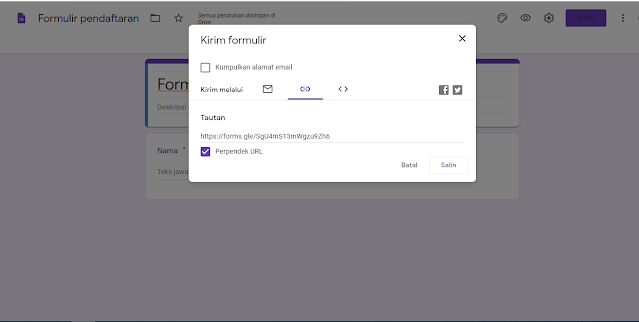 Formulir pendaftaran
Semua perubahan disimpan di
Drive
Kirim formulir
Kumpulkan alamat email
Kirim melalui
Tautan
https://forms.gle/SgU4mS13mWgzu9Zh6
Perpendek URL
Batal
Salin
Form
Deskripsi
Nama *
Teks jawa